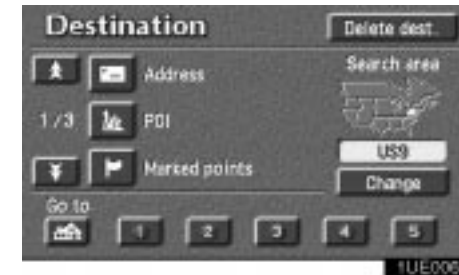 Destination
Delete dest.
Search area
Address
1/3
POI
US9
Marked points
Change
Go to
1 2 3 4 5
1UE006